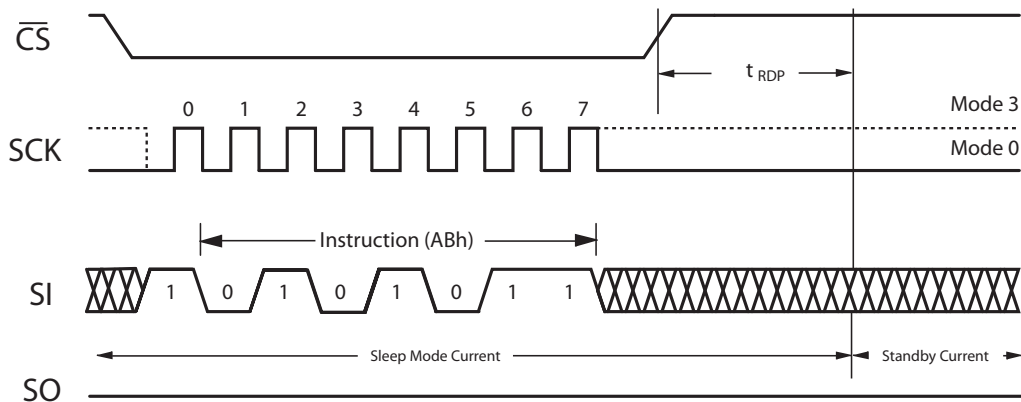 CS
t RDP
0 1 2 3 4 5 6 7
Mode 3
SCK
Mode 0
Instruction (ABh)
SI
1 0 1 0 1 0 1 1
Sleep Mode Current
Standby Current
SO